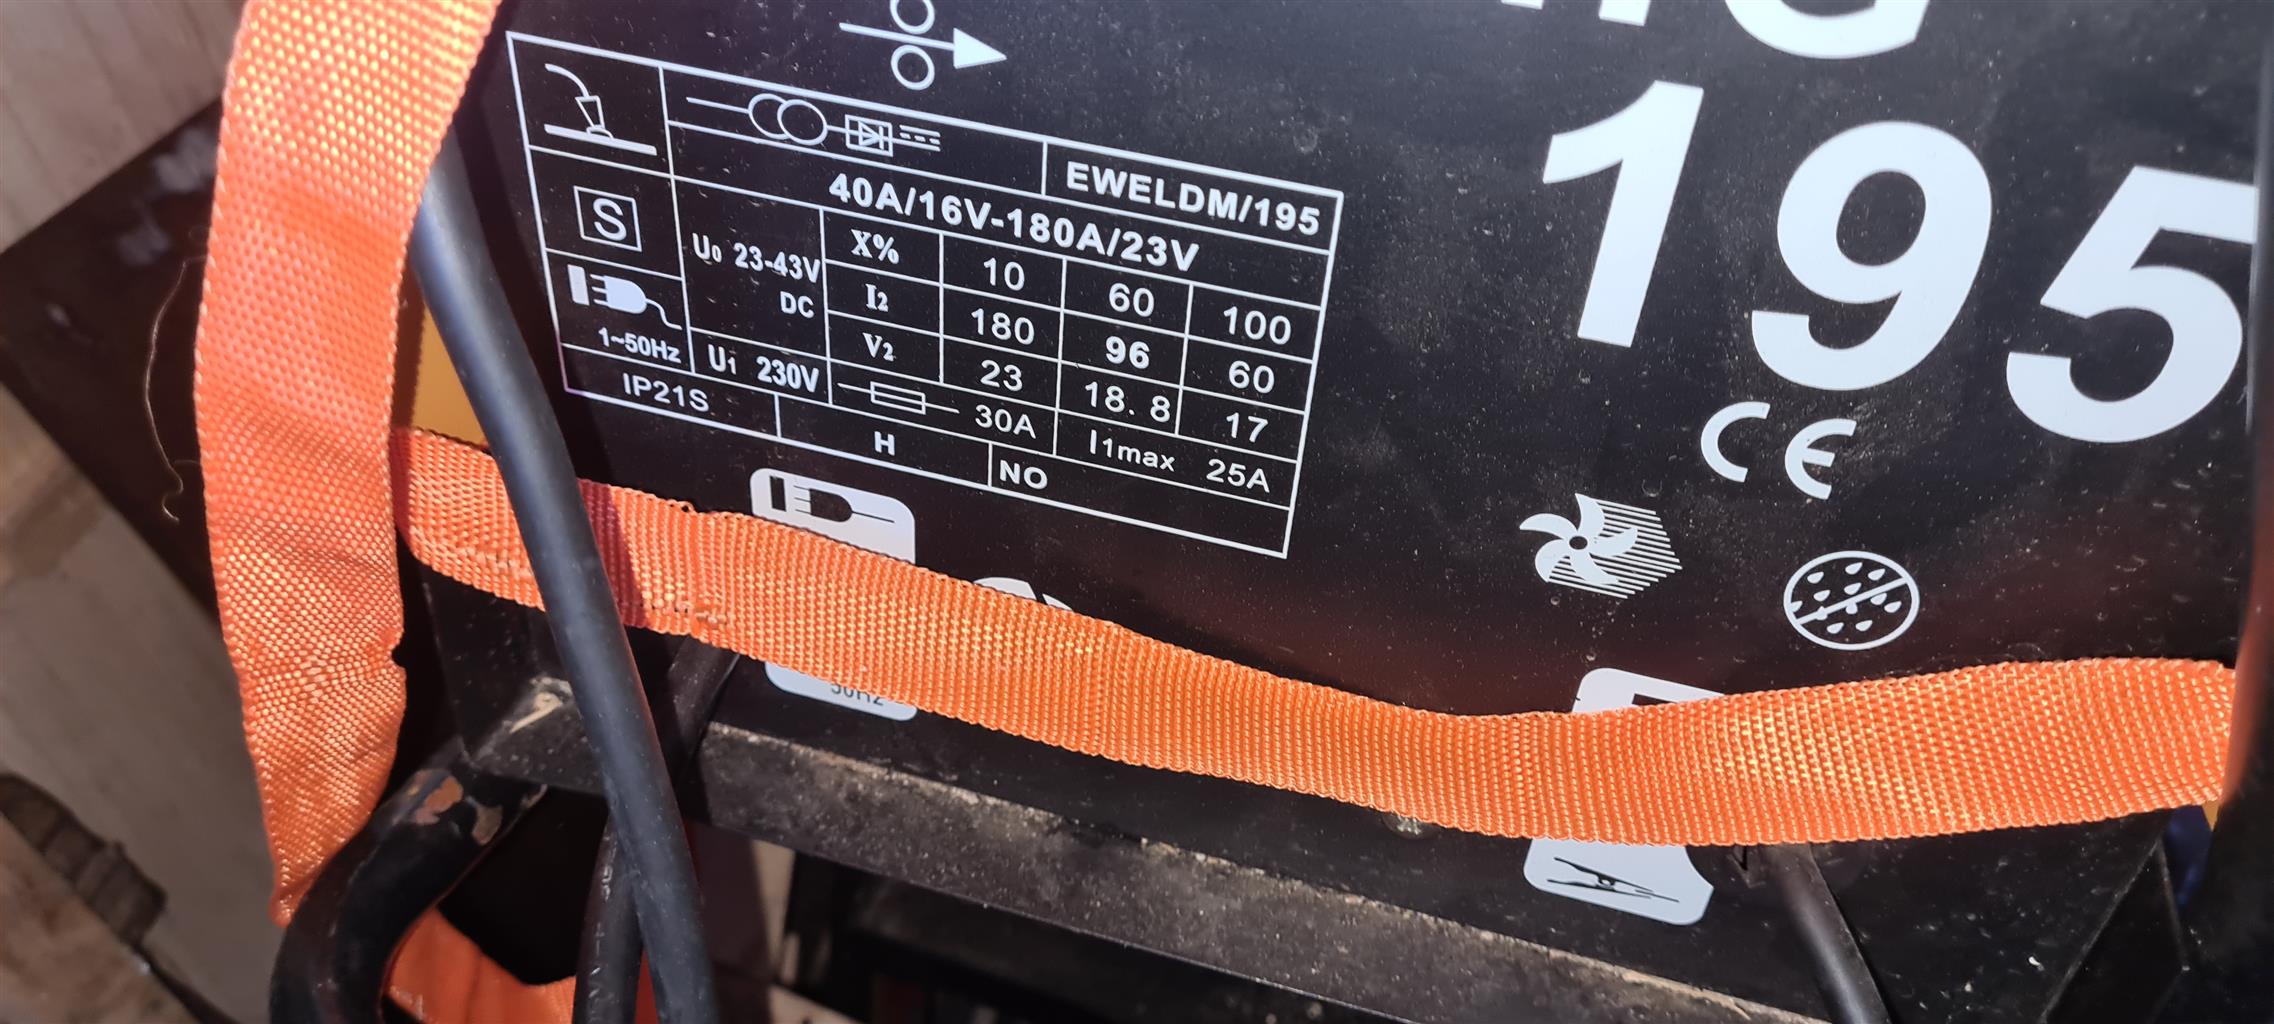 195
EWELDM/195
40A/16V-180A/23V
S
U0 23-43V
DC
X% 10 60 100
I2 180 96 60
V2 23 18.8 17
1~50Hz
U1 230V
30A
I1max 25A
IP21S
H
NO
CE